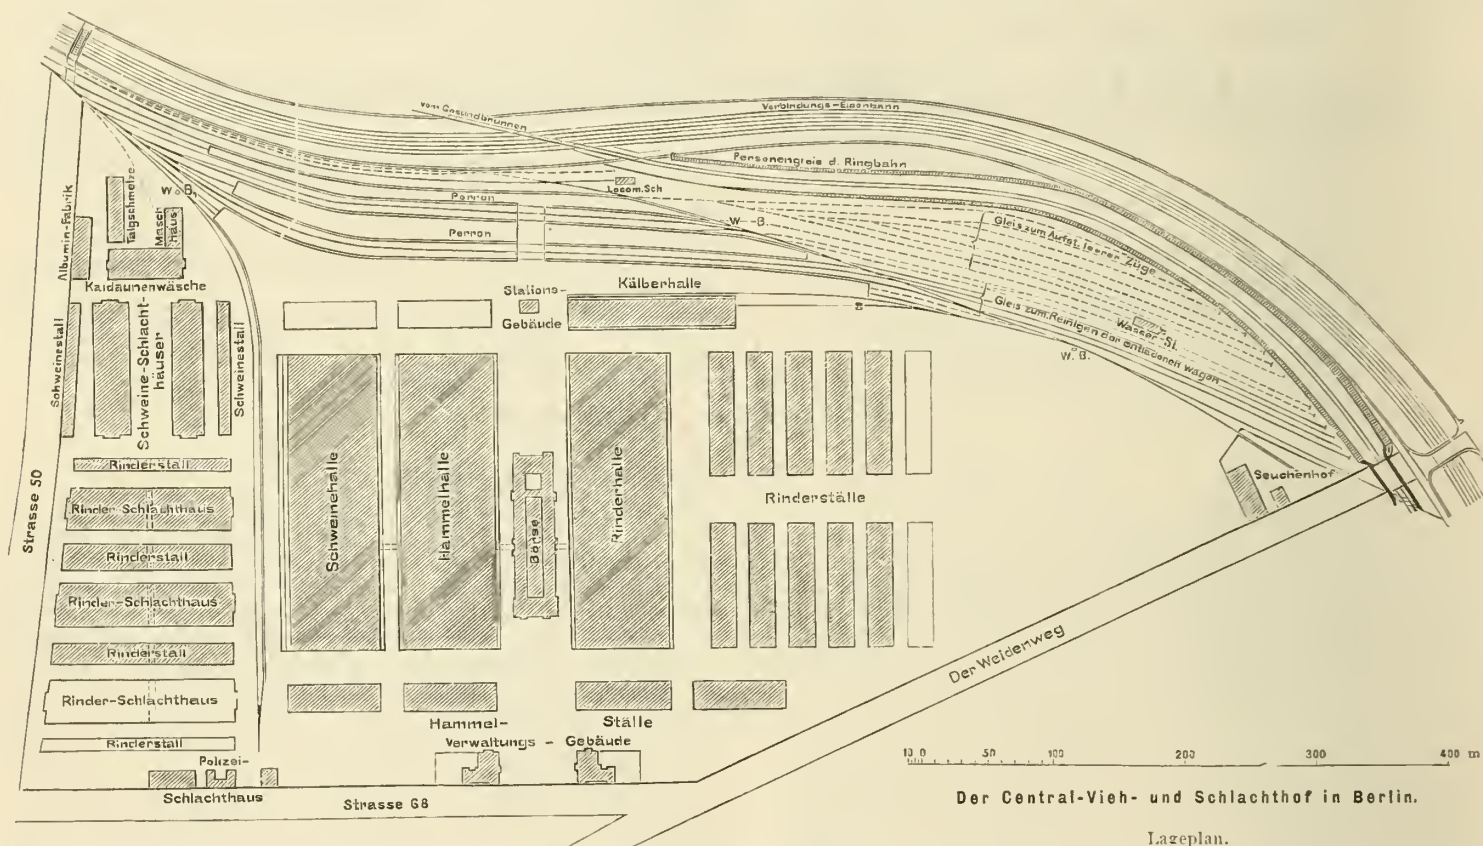 vom Gesundbrunnen
Verbindungs-Eisenbahn
Personengleis d. Ringbahn
Locom. Sch
Perron
Perron
W. B.
W. B.
W. B.
Gleis zum Aufst. leerer Züge
Gleis zum Reinigen der entladenen Wagen
Wasser-St.
Albumin-Fabrik
Talgschmelze
Masch
haus
Kaldaunenwäsche
Schweinestall
Schweine-Schlacht-
häuser
Schweinestall
Stations-
Gebäude
Kälberhalle
Strasse 50
Rinderstall
Rinder-Schlachthaus
Rinderstall
Rinder-Schlachthaus
Rinderstall
Rinder-Schlachthaus
Rinderstall
Schweinehalle
Hammelhalle
Börse
Rinderhalle
Rinderställe
Seuchenhof
Der Weidenweg
Hammel-
Ställe
Verwaltungs - Gebäude
Polizei-
Schlachthaus
Strasse 68
10 0 50 100 200 300 400 m
Der Central-Vieh- und Schlachthof in Berlin.
Lageplan.